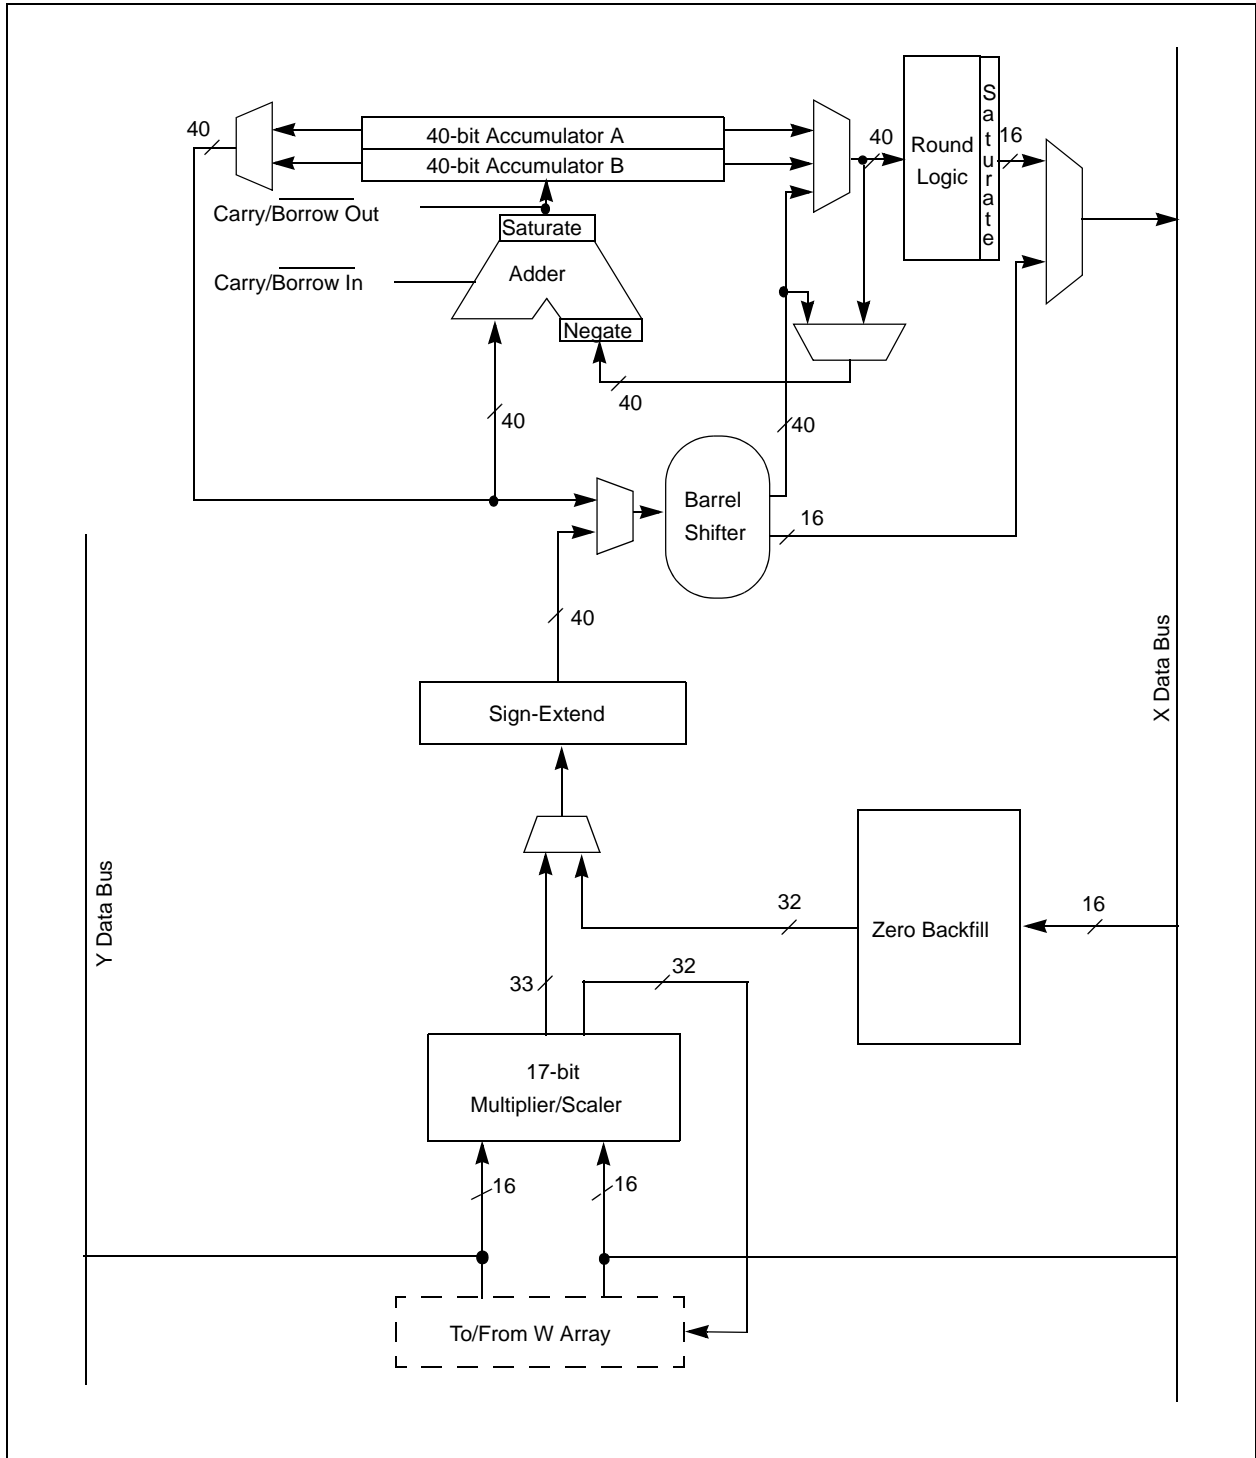 40
40-bit Accumulator A
40-bit Accumulator B
40
Round
Logic
Saturate
16
Carry/Borrow Out
Saturate
Carry/Borrow In
Adder
Negate
40
40
40
Barrel
Shifter
16
40
Sign-Extend
X Data Bus
Y Data Bus
32
Zero Backfill
16
33
32
17-bit
Multiplier/Scaler
16
16
To/From W Array